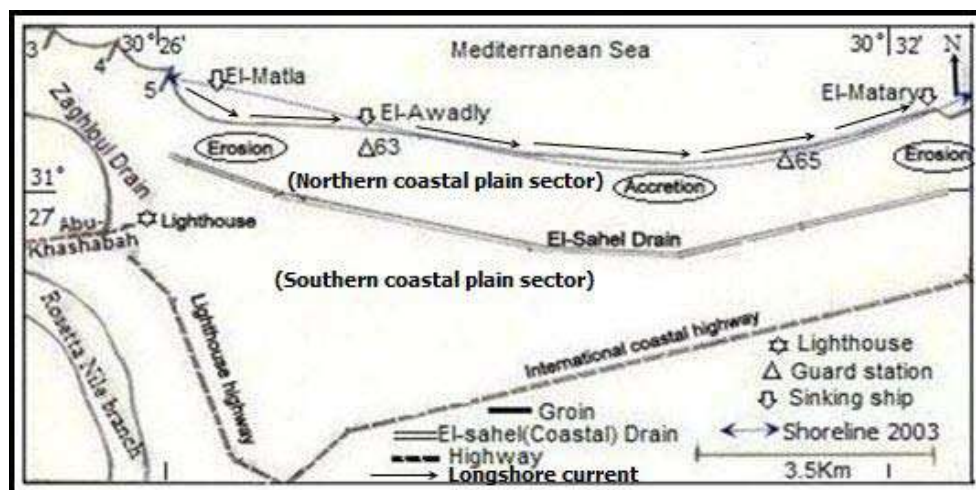 3
4
5
30° 26'
Mediterranean Sea
30° 32'
N
El-Matla
El-Awadly
El-Matary
63
65
Erosion
Erosion
Accretion
Zaghloul Drain
(Northern coastal plain sector)
31°
27'
Abu-
Khashabah
Lighthouse
El-Sahel Drain
(Southern coastal plain sector)
Rosetta Nile branch
Lighthouse highway
International coastal highway
Lighthouse
Guard station
Sinking ship
Groin
El-sahel(Coastal) Drain
Shoreline 2003
Highway
Longshore current
3.5Km